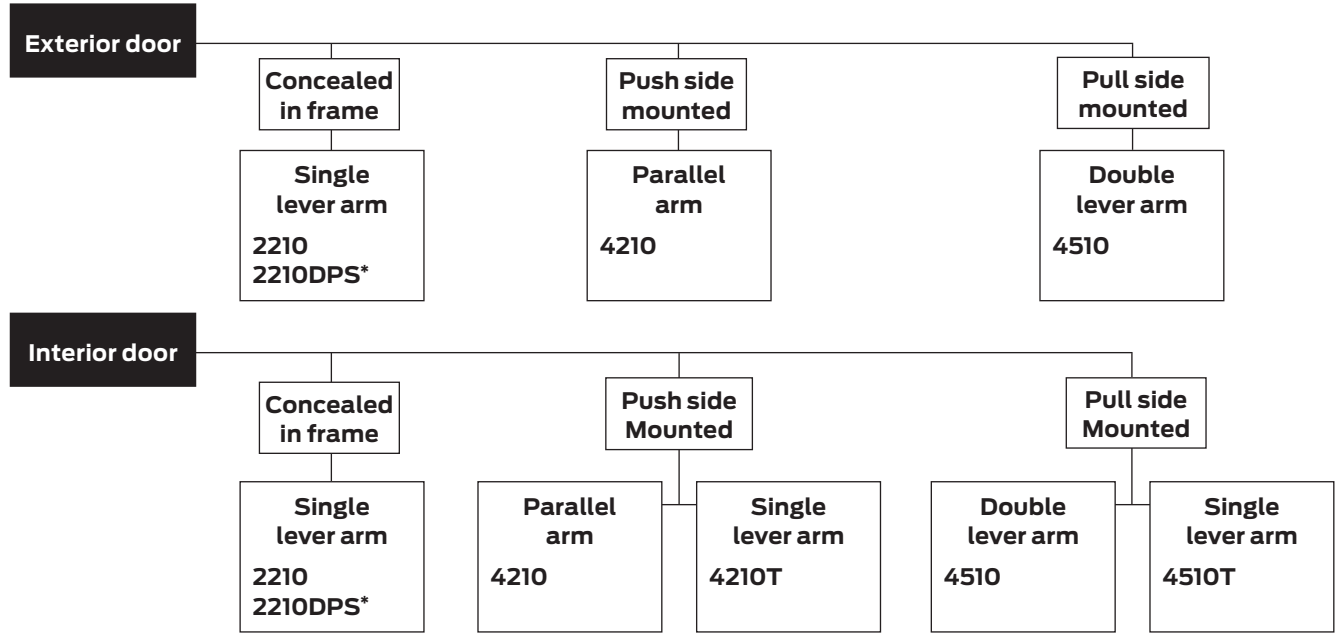 Exterior door
Concealed
in frame
Push side
mounted
Pull side
mounted
Single
lever arm
2210
2210DPS*
Parallel
arm
4210
Double
lever arm
4510
Interior door
Concealed
in frame
Push side
Mounted
Pull side
Mounted
Single
lever arm
2210
2210DPS*
Parallel
arm
4210
Single
lever arm
4210T
Double
lever arm
4510
Single
lever arm
4510T